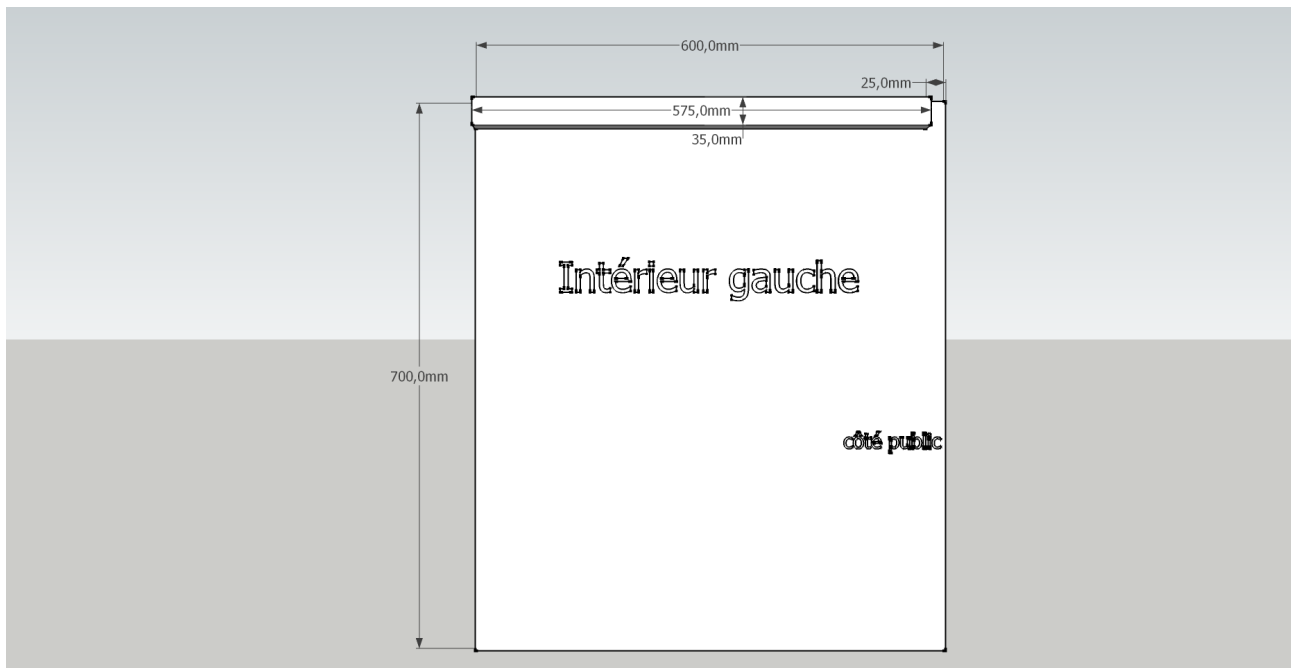 600,0mm
25,0mm
575,0mm
35,0mm
Intérieur gauche
700,0mm
côté public